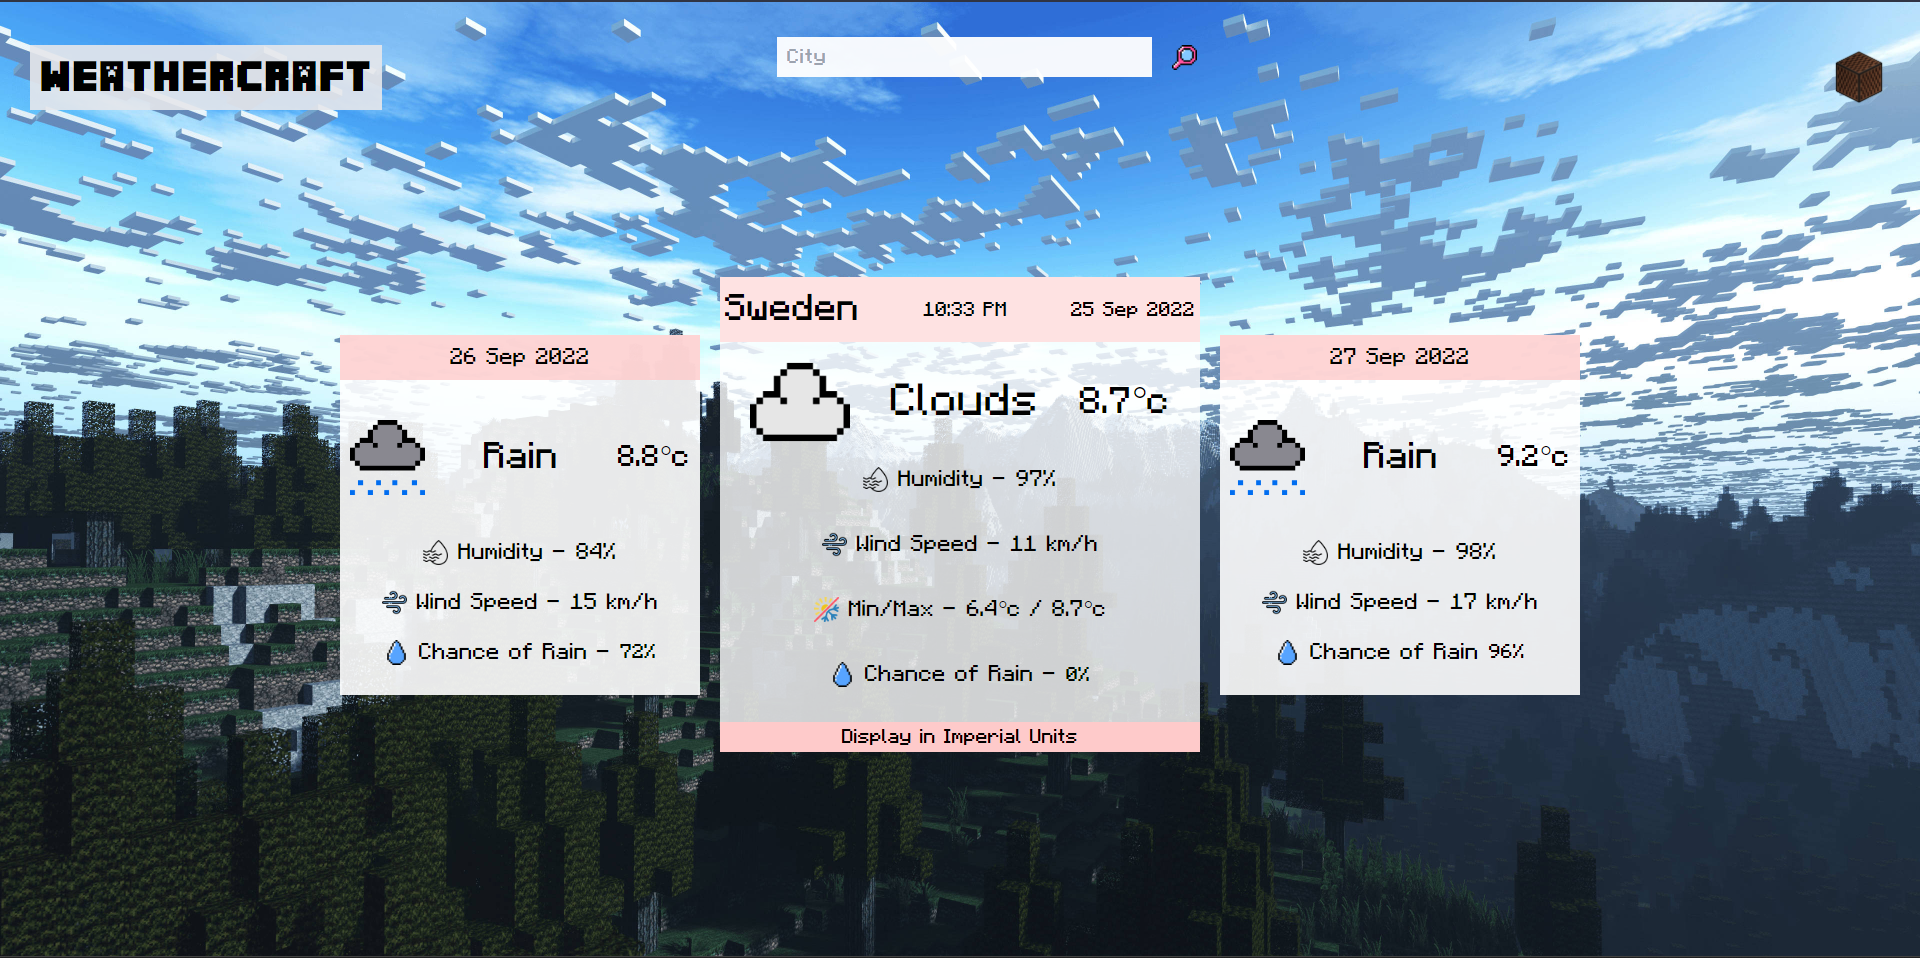 WEATHERCRAFT
City
Sweden 10:33 PM 25 Sep 2022
Clouds 8.7°c
Humidity - 97%
Wind Speed - 11 km/h
Min/Max - 6.4°c / 8.7°c
Chance of Rain - 0%
Display in Imperial Units
26 Sep 2022
Rain 8.8°c
Humidity - 84%
Wind Speed - 15 km/h
Chance of Rain - 72%
27 Sep 2022
Rain 9.2°c
Humidity - 98%
Wind Speed - 17 km/h
Chance of Rain 96%